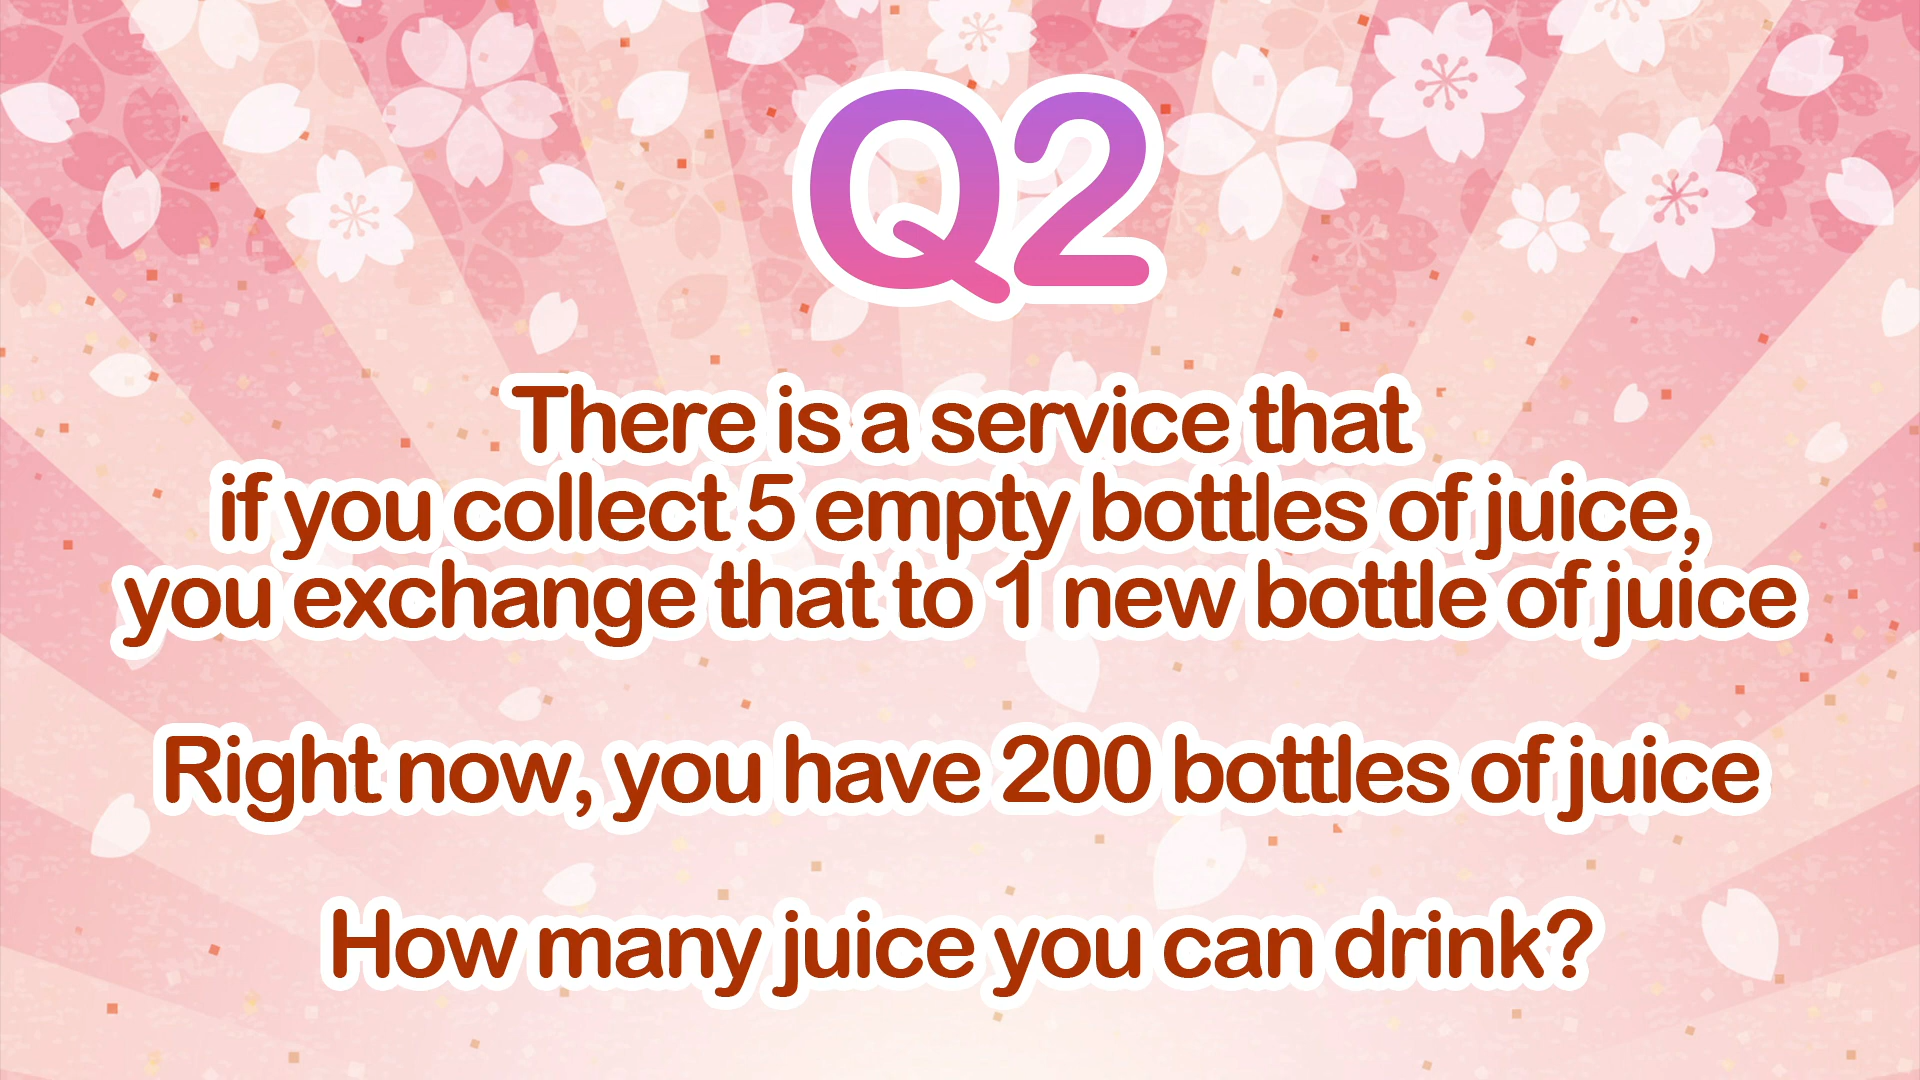 Q2
There is a service that
if you collect 5 empty bottles of juice,
you exchange that to 1 new bottle of juice
Right now, you have 200 bottles of juice
How many juice you can drink?